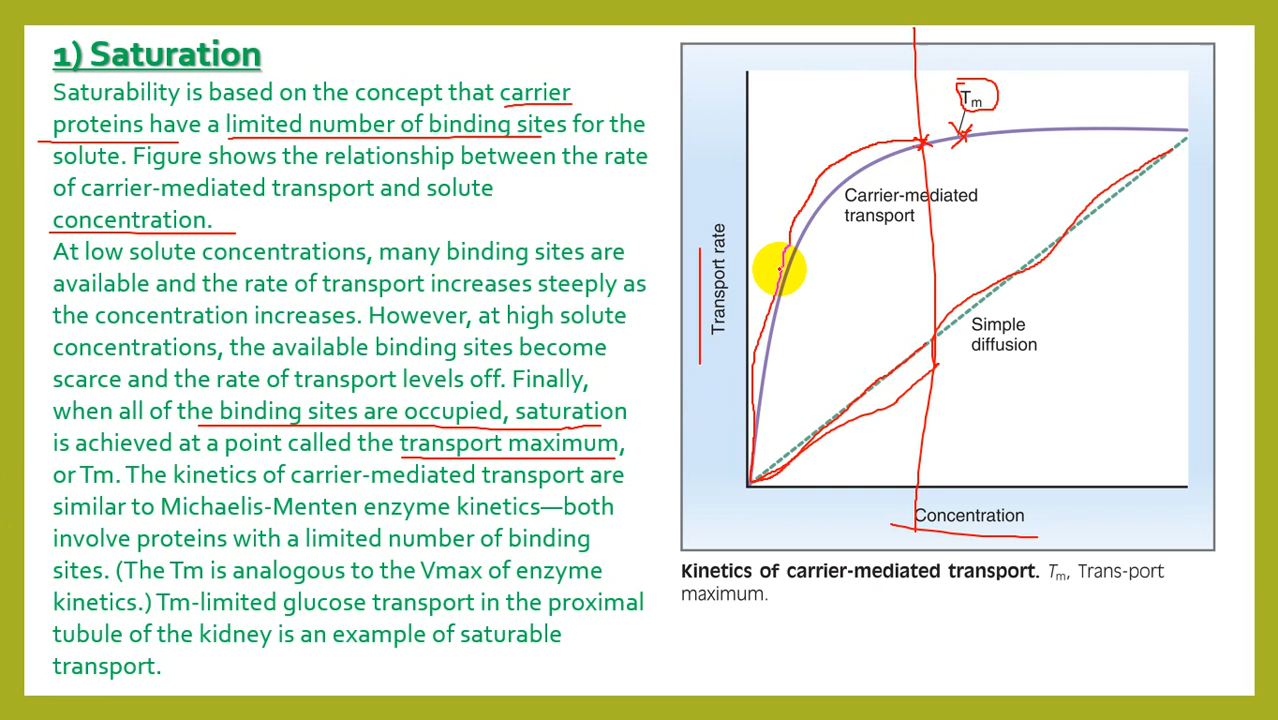 1) Saturation
Saturability is based on the concept that carrier
proteins have a limited number of binding sites for the
solute. Figure shows the relationship between the rate
of carrier-mediated transport and solute
concentration.
At low solute concentrations, many binding sites are
available and the rate of transport increases steeply as
the concentration increases. However, at high solute
concentrations, the available binding sites become
scarce and the rate of transport levels off. Finally,
when all of the binding sites are occupied, saturation
is achieved at a point called the transport maximum,
or Tm. The kinetics of carrier-mediated transport are
similar to Michaelis-Menten enzyme kinetics—both
involve proteins with a limited number of binding
sites. (The Tm is analogous to the Vmax of enzyme
kinetics.) Tm-limited glucose transport in the proximal
tubule of the kidney is an example of saturable
transport.
Tm
Carrier-mediated
transport
Transport rate
Simple
diffusion
Concentration
Kinetics of carrier-mediated transport. Tm, Trans-port
maximum.